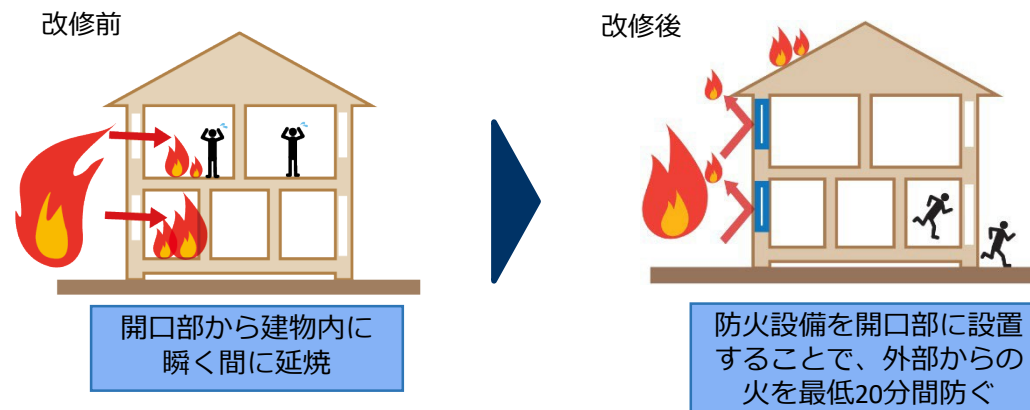 改修前
改修後
開口部から建物内に
瞬く間に延焼
防火設備を開口部に設置
することで、外部からの
火を最低20分間防ぐ